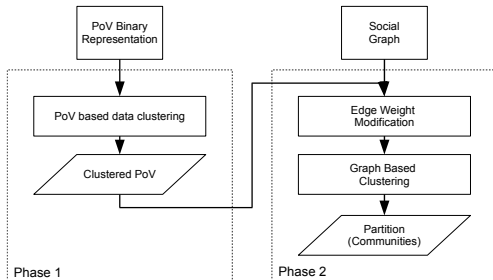 PoV Binary
Representation
Social
Graph
PoV based data clustering
Clustered PoV
Phase 1
Edge Weight
Modification
Graph Based
Clustering
Partition
(Communities)
Phase 2